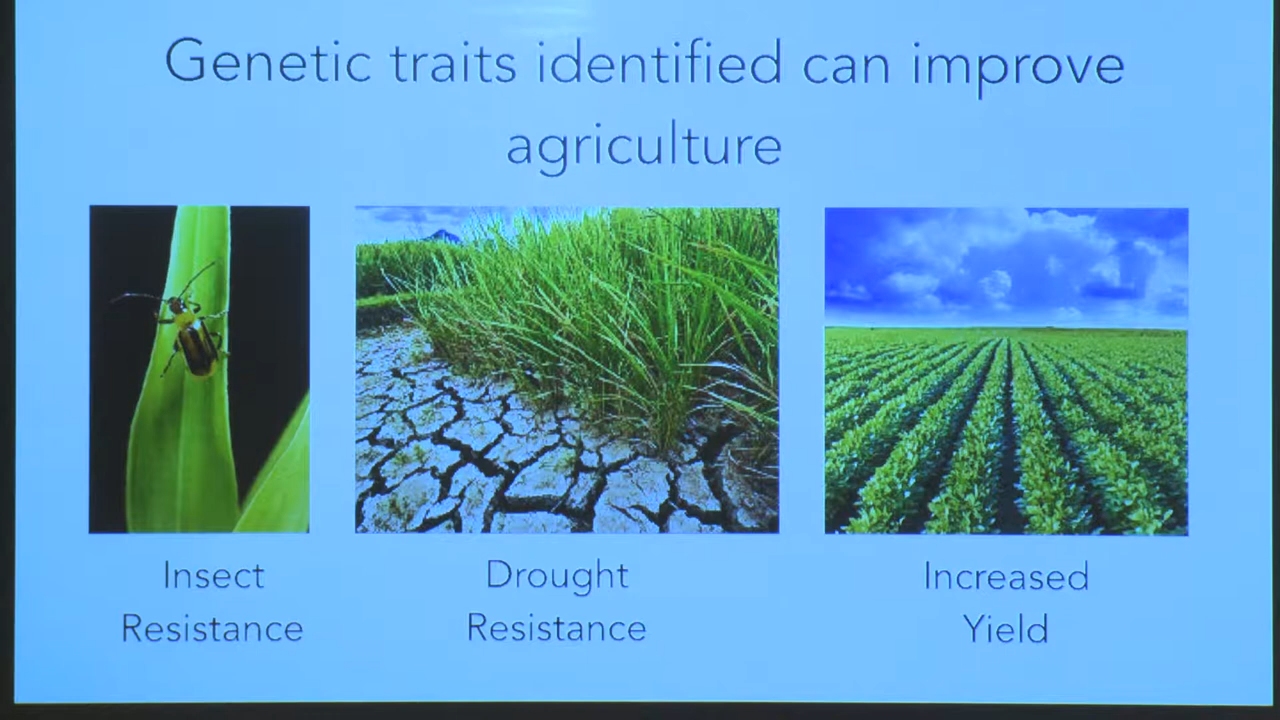 Genetic traits identified can improve
agriculture
Insect
Resistance
Drought
Resistance
Increased
Yield